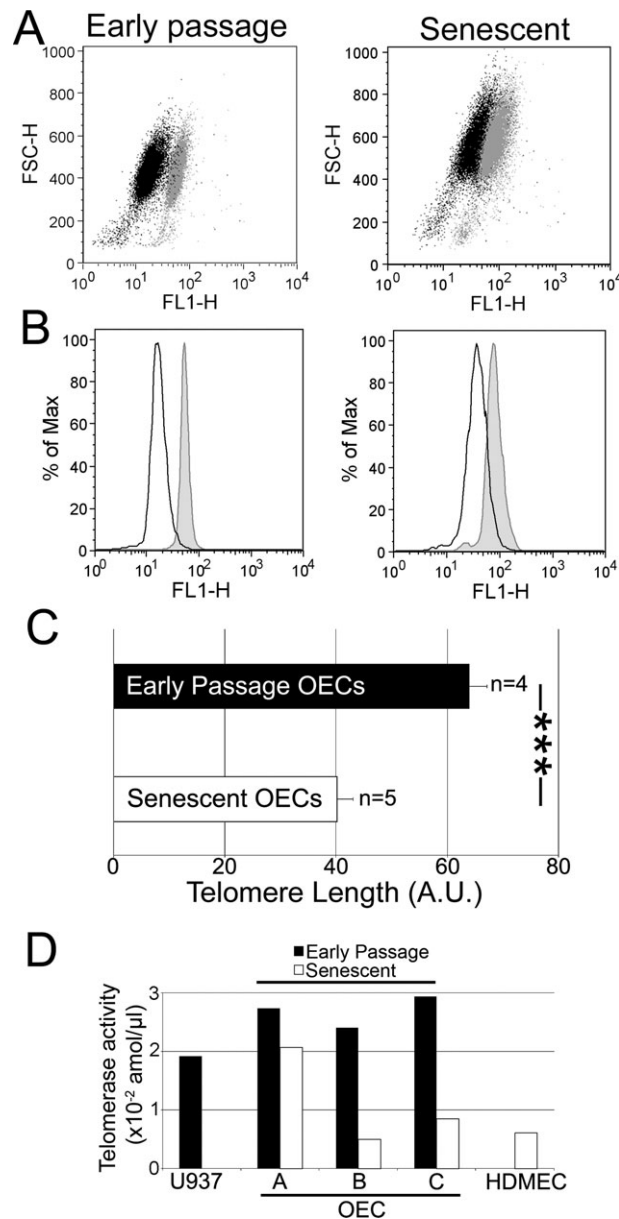 A
Early passage
Senescent
FSC-H
1000
800
600
400
200
0
10⁰ 10¹ 10² 10³ 10⁴
FL1-H
FSC-H
1000
800
600
400
200
0
10⁰ 10¹ 10² 10³ 10⁴
FL1-H
B
% of Max
100
80
60
40
20
0
10⁰ 10¹ 10² 10³ 10⁴
FL1-H
% of Max
100
80
60
40
20
0
10⁰ 10¹ 10² 10³ 10⁴
FL1-H
C
Early Passage OECs
n=4
***
Senescent OECs
n=5
0 20 40 60 80
Telomere Length (A.U.)
D
Early Passage
Senescent
Telomerase activity
(x10⁻² amol/µl)
3
2
1
0
U937 A B C HDMEC
OEC